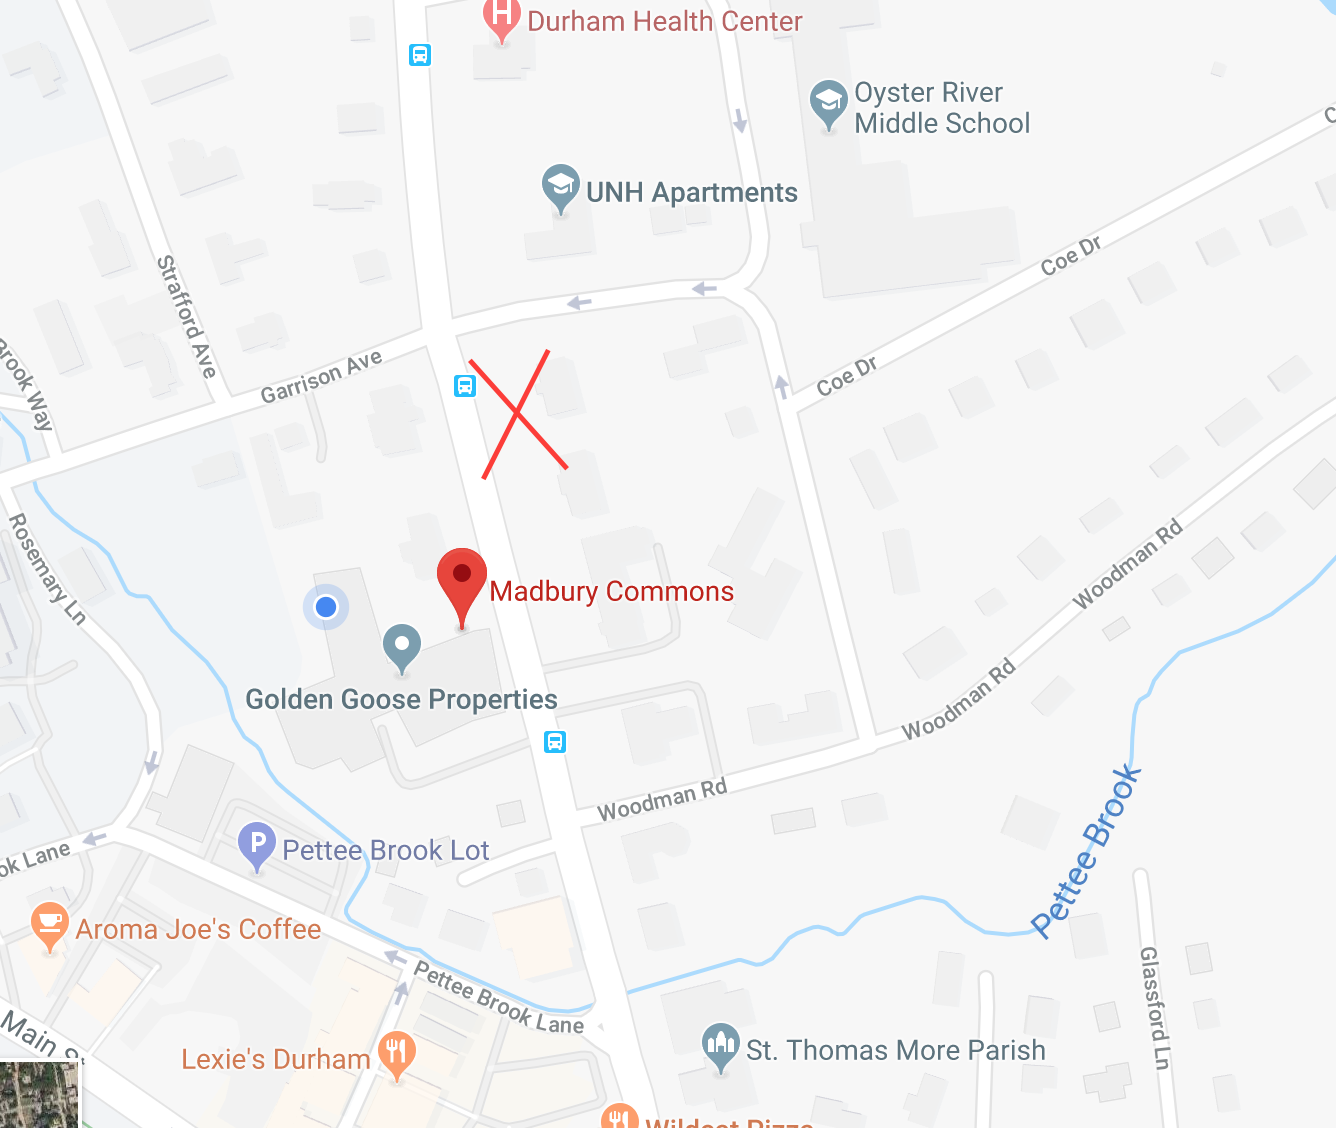 H
Durham Health Center
Oyster River
Middle School
UNH Apartments
Strafford Ave
Coe Dr
Garrison Ave
Coe Dr
Brook Way
Rosemary Ln
Woodman Rd
Madbury Commons
Golden Goose Properties
Woodman Rd
Woodman Rd
P
Pettee Brook Lot
Pettee Brook
Aroma Joe's Coffee
Pettee Brook Lane
Glassford Ln
Main St
Lexie's Durham
St. Thomas More Parish